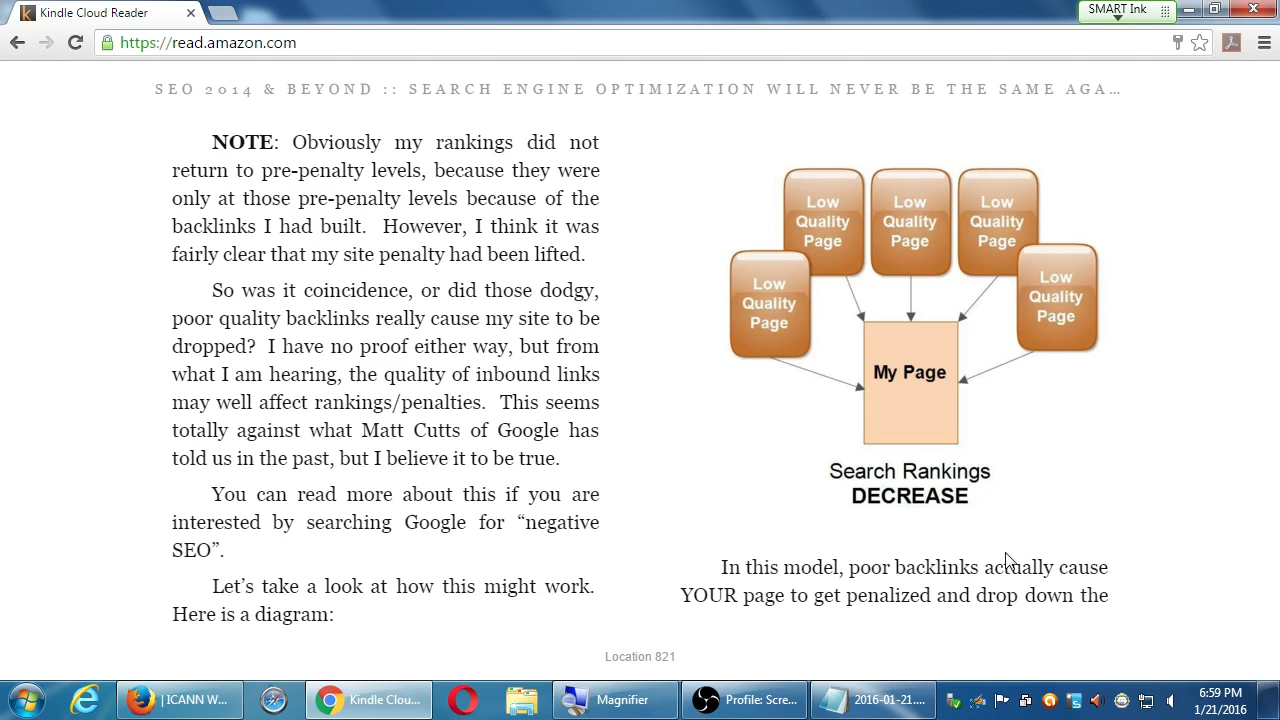 Kindle Cloud Reader
SMART Ink
https://read.amazon.com
SEO 2014 & BEYOND :: SEARCH ENGINE OPTIMIZATION WILL NEVER BE THE SAME AGA…
NOTE: Obviously my rankings did not
return to pre-penalty levels, because they were
only at those pre-penalty levels because of the
backlinks I had built. However, I think it was
fairly clear that my site penalty had been lifted.
So was it coincidence, or did those dodgy,
poor quality backlinks really cause my site to be
dropped? I have no proof either way, but from
what I am hearing, the quality of inbound links
may well affect rankings/penalties. This seems
totally against what Matt Cutts of Google has
told us in the past, but I believe it to be true.
You can read more about this if you are
interested by searching Google for “negative
SEO”.
Let’s take a look at how this might work.
Here is a diagram:
Low
Quality
Page
Low
Quality
Page
Low
Quality
Page
Low
Quality
Page
Low
Quality
Page
My Page
Search Rankings
DECREASE
In this model, poor backlinks actually cause
YOUR page to get penalized and drop down the
Location 821
| ICANN W...
Kindle Clou...
Magnifier
Profile: Scre...
2016-01-21....
6:59 PM
1/21/2016